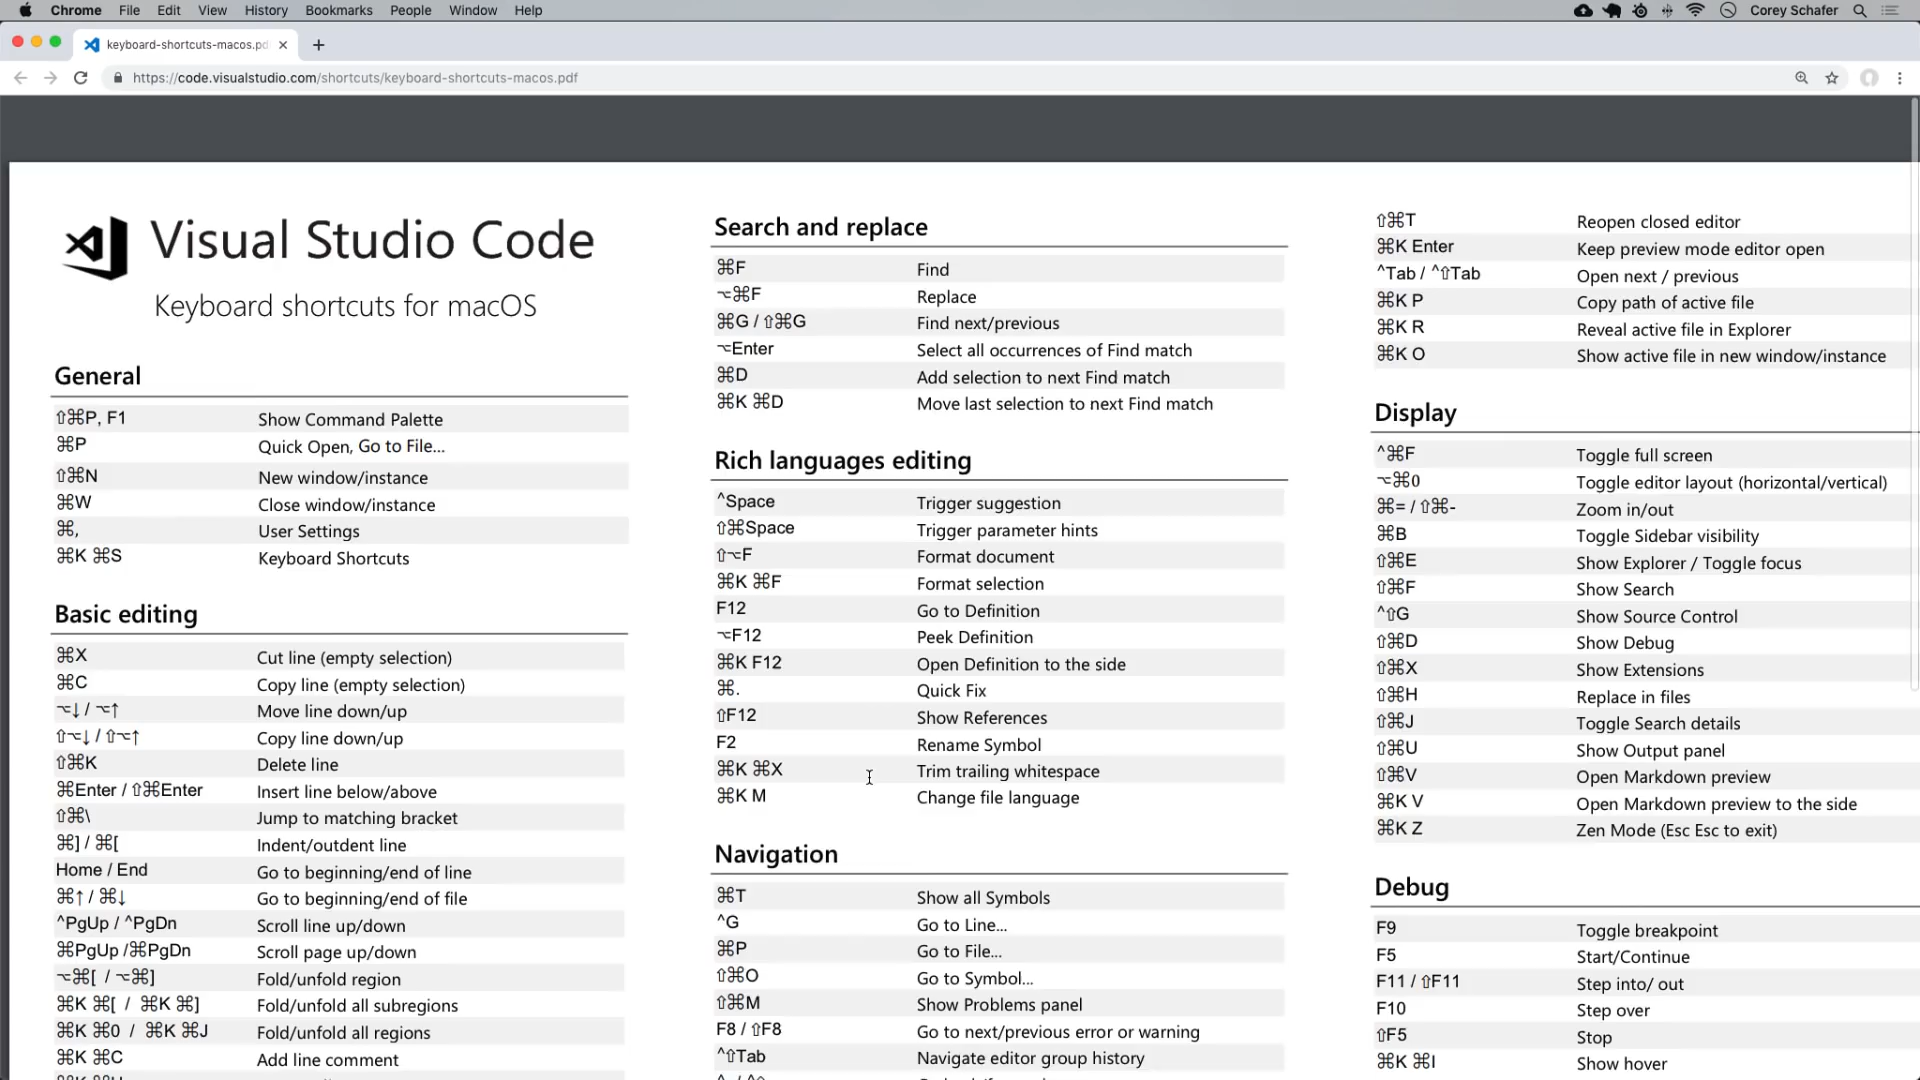 Chrome File Edit View History Bookmarks People Window Help Corey Schafer
keyboard-shortcuts-macos.pd
https://code.visualstudio.com/shortcuts/keyboard-shortcuts-macos.pdf
Visual Studio Code
Keyboard shortcuts for macOS
General
⇧⌘P, F1 Show Command Palette
⌘P Quick Open, Go to File...
⇧⌘N New window/instance
⌘W Close window/instance
⌘, User Settings
⌘K ⌘S Keyboard Shortcuts
Basic editing
⌘X Cut line (empty selection)
⌘C Copy line (empty selection)
⌥↓ / ⌥↑ Move line down/up
⇧⌥↓ / ⇧⌥↑ Copy line down/up
⇧⌘K Delete line
⌘Enter / ⇧⌘Enter Insert line below/above
⇧⌘\ Jump to matching bracket
⌘] / ⌘[ Indent/outdent line
Home / End Go to beginning/end of line
⌘↑ / ⌘↓ Go to beginning/end of file
^PgUp / ^PgDn Scroll line up/down
⌘PgUp /⌘PgDn Scroll page up/down
⌥⌘[ / ⌥⌘] Fold/unfold region
⌘K ⌘[ / ⌘K ⌘] Fold/unfold all subregions
⌘K ⌘0 / ⌘K ⌘J Fold/unfold all regions
⌘K ⌘C Add line comment
Search and replace
⌘F Find
⌥⌘F Replace
⌘G / ⇧⌘G Find next/previous
⌥Enter Select all occurrences of Find match
⌘D Add selection to next Find match
⌘K ⌘D Move last selection to next Find match
Rich languages editing
^Space Trigger suggestion
⇧⌘Space Trigger parameter hints
⇧⌥F Format document
⌘K ⌘F Format selection
F12 Go to Definition
⌥F12 Peek Definition
⌘K F12 Open Definition to the side
⌘. Quick Fix
⇧F12 Show References
F2 Rename Symbol
⌘K ⌘X Trim trailing whitespace
⌘K M Change file language
Navigation
⌘T Show all Symbols
^G Go to Line...
⌘P Go to File...
⇧⌘O Go to Symbol...
⇧⌘M Show Problems panel
F8 / ⇧F8 Go to next/previous error or warning
^⇧Tab Navigate editor group history
⇧⌘T Reopen closed editor
⌘K Enter Keep preview mode editor open
^Tab / ^⇧Tab Open next / previous
⌘K P Copy path of active file
⌘K R Reveal active file in Explorer
⌘K O Show active file in new window/instance
Display
^⌘F Toggle full screen
⌥⌘0 Toggle editor layout (horizontal/vertical)
⌘= / ⇧⌘- Zoom in/out
⌘B Toggle Sidebar visibility
⇧⌘E Show Explorer / Toggle focus
⇧⌘F Show Search
^⇧G Show Source Control
⇧⌘D Show Debug
⇧⌘X Show Extensions
⇧⌘H Replace in files
⇧⌘J Toggle Search details
⇧⌘U Show Output panel
⇧⌘V Open Markdown preview
⌘K V Open Markdown preview to the side
⌘K Z Zen Mode (Esc Esc to exit)
Debug
F9 Toggle breakpoint
F5 Start/Continue
F11 / ⇧F11 Step into/ out
F10 Step over
⇧F5 Stop
⌘K ⌘I Show hover